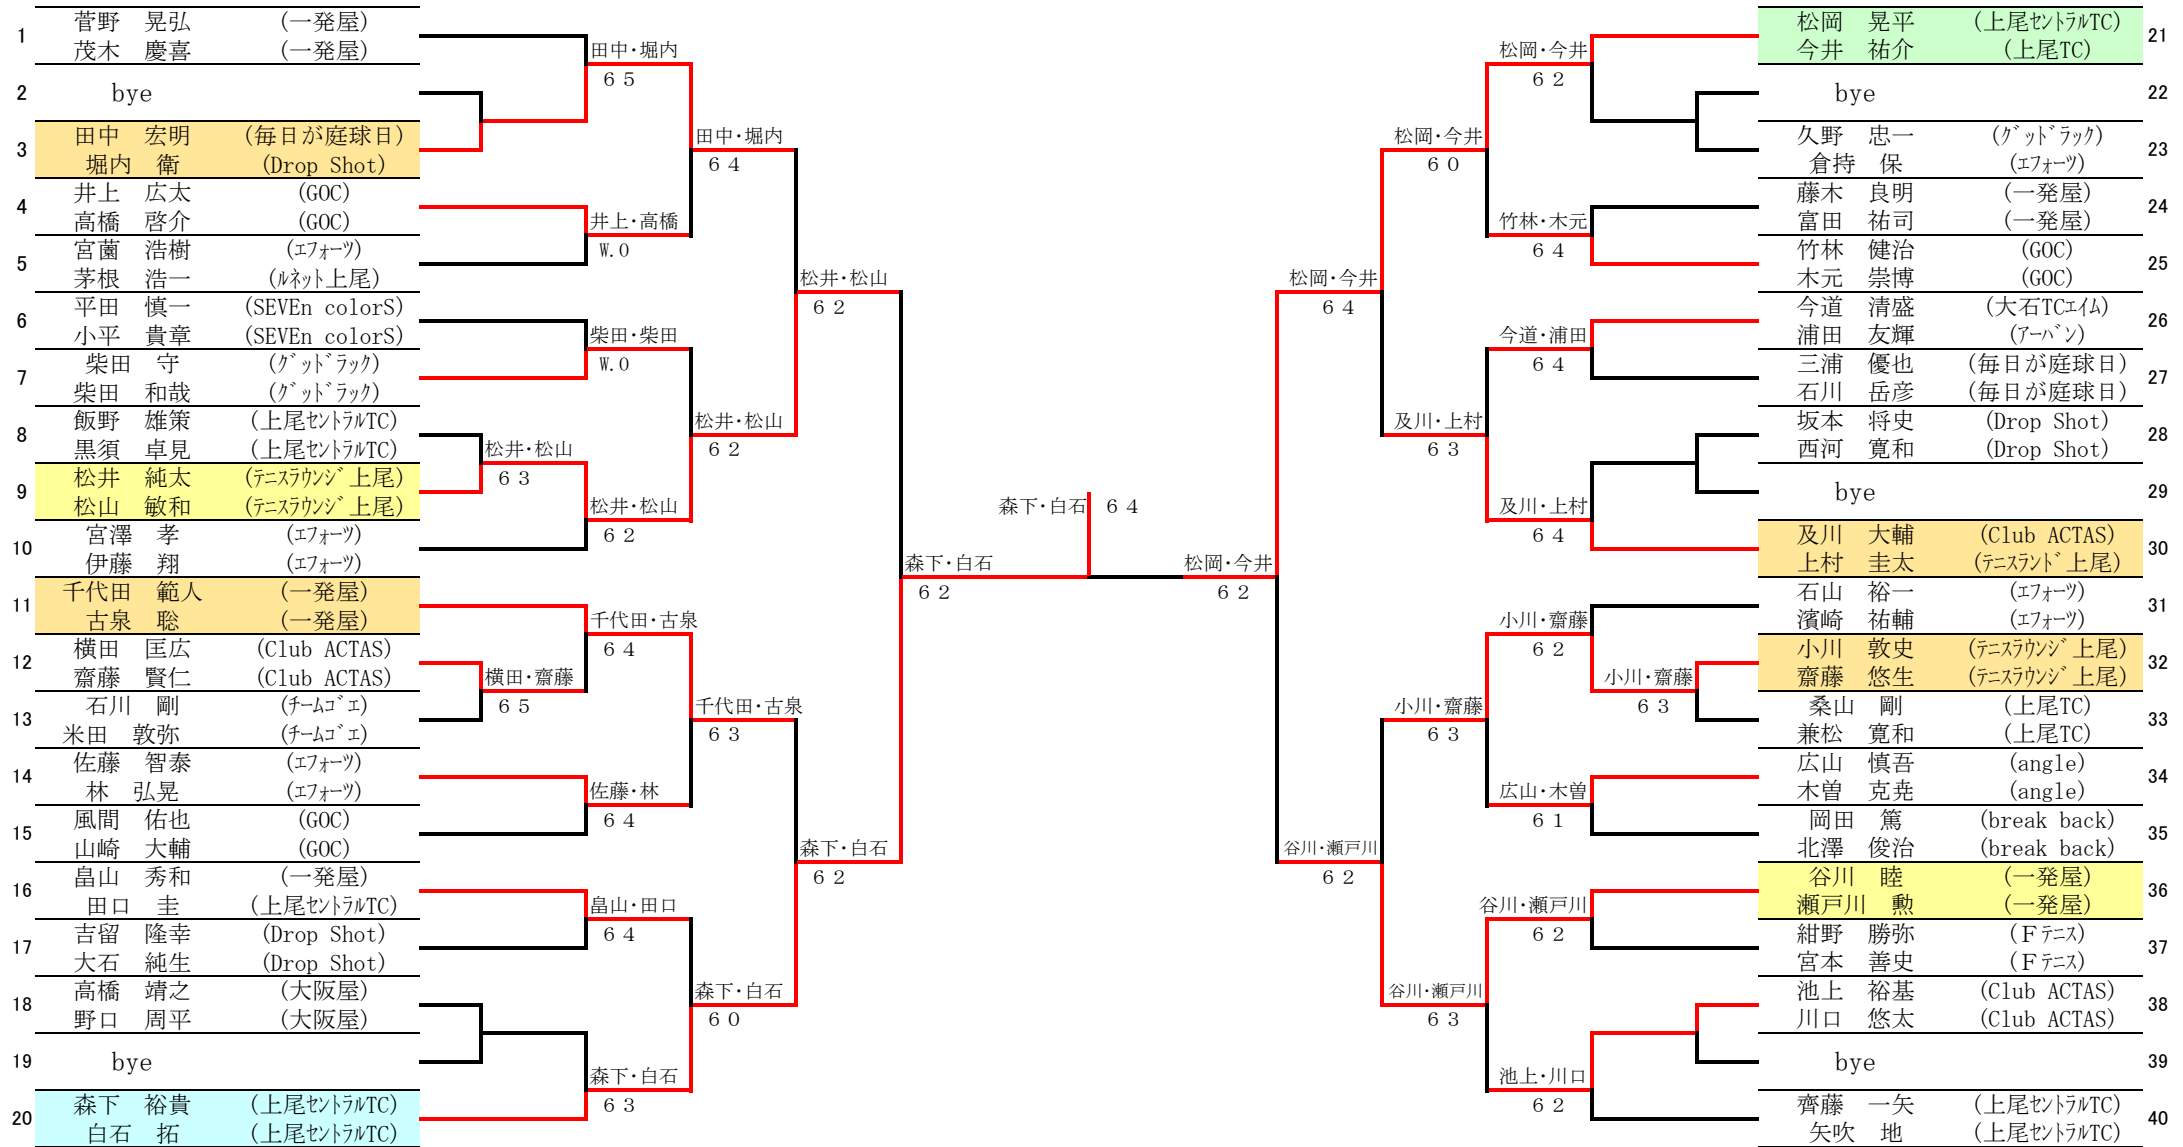 1 菅野 晃弘 (一発屋)
茂木 慶喜 (一発屋)
2 bye
3 田中 宏明 (毎日が庭球日)
堀内 衛 (Drop Shot)
4 井上 広太 (GOC)
高橋 啓介 (GOC)
5 宮薗 浩樹 (エフォーツ)
茅根 浩一 (ルネット上尾)
6 平田 慎一 (SEVEn colorS)
小平 貴章 (SEVEn colorS)
7 柴田 守 (グッドラック)
柴田 和哉 (グッドラック)
8 飯野 雄策 (上尾セントラルTC)
黒須 卓見 (上尾セントラルTC)
9 松井 純太 (テニスラウンジ上尾)
松山 敏和 (テニスラウンジ上尾)
10 宮澤 孝 (エフォーツ)
伊藤 翔 (エフォーツ)
11 千代田 範人 (一発屋)
古泉 聡 (一発屋)
12 横田 匡広 (Club ACTAS)
齋藤 賢仁 (Club ACTAS)
13 石川 剛 (チームゴエ)
米田 敦弥 (チームゴエ)
14 佐藤 智泰 (エフォーツ)
林 弘晃 (エフォーツ)
15 風間 佑也 (GOC)
山崎 大輔 (GOC)
16 畠山 秀和 (一発屋)
田口 圭 (上尾セントラルTC)
17 吉留 隆幸 (Drop Shot)
大石 純生 (Drop Shot)
18 高橋 靖之 (大阪屋)
野口 周平 (大阪屋)
19 bye
20 森下 裕貴 (上尾セントラルTC)
白石 拓 (上尾セントラルTC)
松井・松山
6 3
横田・齋藤
6 5
田中・堀内
6 5
井上・高橋
W.0
柴田・柴田
W.0
松井・松山
6 2
千代田・古泉
6 4
佐藤・林
6 4
畠山・田口
6 4
森下・白石
6 3
田中・堀内
6 4
松井・松山
6 2
千代田・古泉
6 3
森下・白石
6 0
松井・松山
6 2
森下・白石
6 2
森下・白石
6 2
森下・白石 6 4
松岡・今井
6 2
松岡・今井
6 4
谷川・瀬戸川
6 2
松岡・今井
6 0
及川・上村
6 3
小川・齋藤
6 3
谷川・瀬戸川
6 3
松岡・今井
6 2
竹林・木元
6 4
今道・浦田
6 4
及川・上村
6 4
小川・齋藤
6 2
広山・木曽
6 1
谷川・瀬戸川
6 2
池上・川口
6 2
小川・齋藤
6 3
松岡 晃平 (上尾セントラルTC) 21
今井 祐介 (上尾TC)
bye 22
久野 忠一 (グッドラック) 23
倉持 保 (エフォーツ)
藤木 良明 (一発屋) 24
富田 祐司 (一発屋)
竹林 健治 (GOC) 25
木元 崇博 (GOC)
今道 清盛 (大石TCエイム) 26
浦田 友輝 (アーバン)
三浦 優也 (毎日が庭球日) 27
石川 岳彦 (毎日が庭球日)
坂本 将史 (Drop Shot) 28
西河 寛和 (Drop Shot)
bye 29
及川 大輔 (Club ACTAS) 30
上村 圭太 (テニスランド上尾)
石山 裕一 (エフォーツ) 31
濱崎 祐輔 (エフォーツ)
小川 敦史 (テニスラウンジ上尾) 32
齋藤 悠生 (テニスラウンジ上尾)
桑山 剛 (上尾TC) 33
兼松 寛和 (上尾TC)
広山 慎吾 (angle) 34
木曽 克尭 (angle)
岡田 篤 (break back) 35
北澤 俊治 (break back)
谷川 睦 (一発屋) 36
瀬戸川 勲 (一発屋)
紺野 勝弥 (Fテニス) 37
宮本 善史 (Fテニス)
池上 裕基 (Club ACTAS) 38
川口 悠太 (Club ACTAS)
bye 39
齊藤 一矢 (上尾セントラルTC) 40
矢吹 地 (上尾セントラルTC)